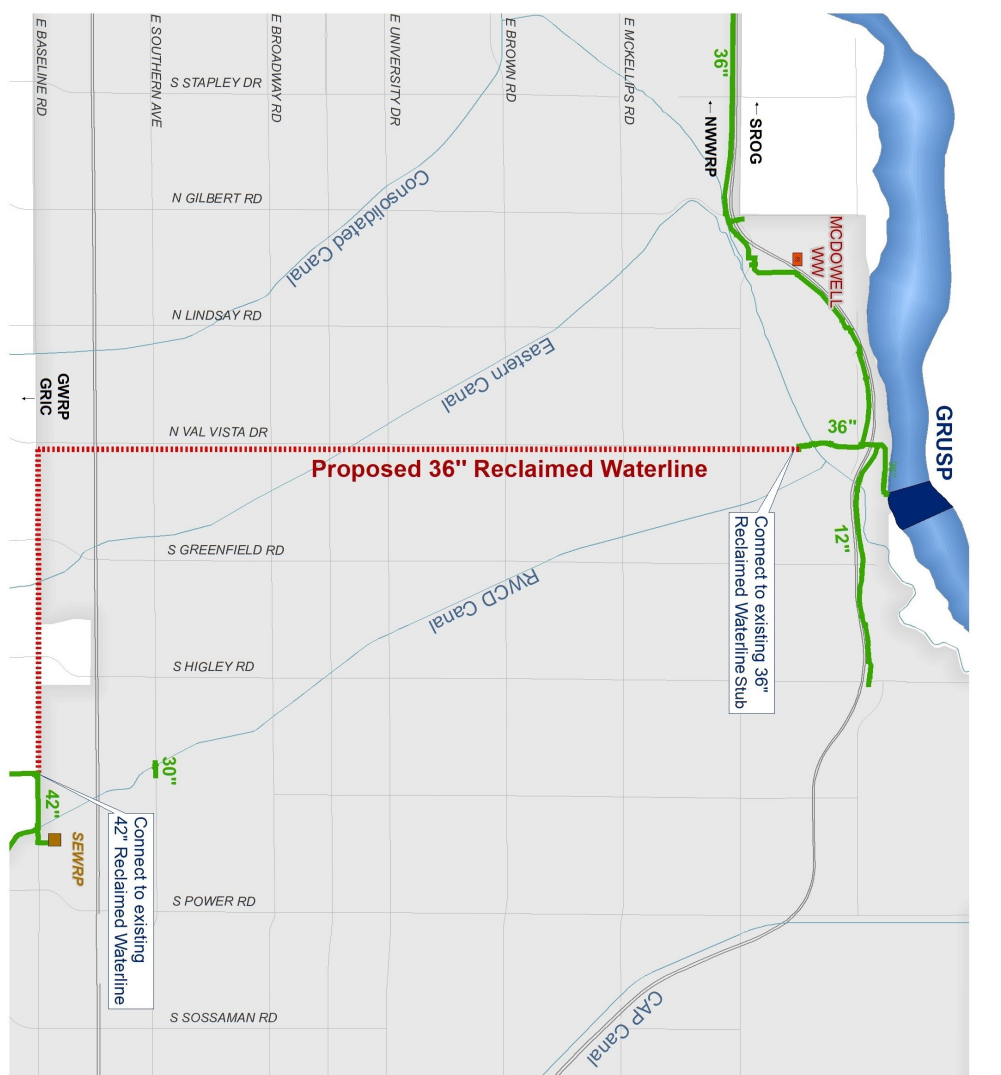 E BASELINE RD
E SOUTHERN AVE
E BROADWAY RD
E UNIVERSITY DR
E BROWN RD
E MCKELLIPS RD
36"
← SROG
← NWWRP
S STAPLEY DR
N GILBERT RD
N LINDSAY RD
N VAL VISTA DR
S GREENFIELD RD
S HIGLEY RD
S POWER RD
S SOSSAMAN RD
Consolidated Canal
Eastern Canal
RWCD Canal
CAP Canal
MCDOWELL
WW
GRUSP
36"
12"
GWRP
GRIC
←
Proposed 36" Reclaimed Waterline
Connect to existing 36"
Reclaimed Waterline Stub
30"
42"
SEWRP
Connect to existing
42" Reclaimed Waterline